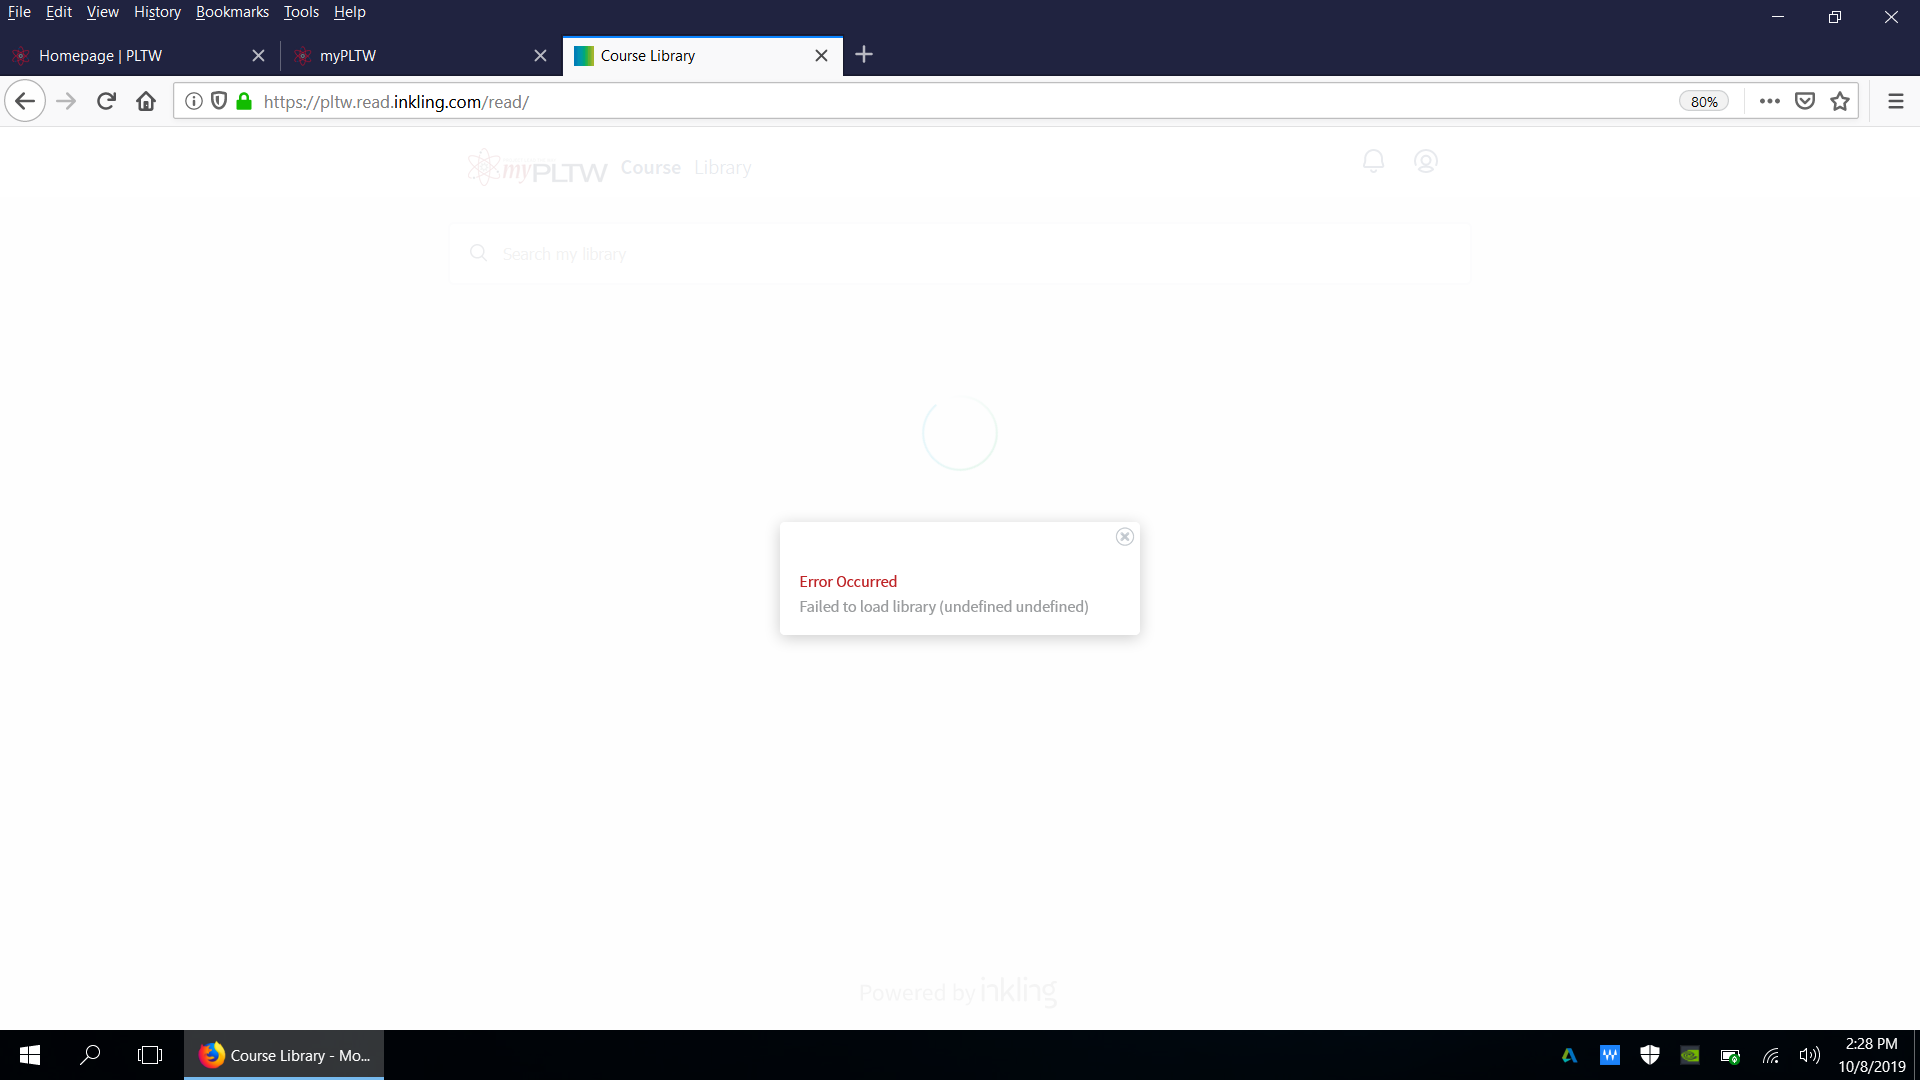 File Edit View History Bookmarks Tools Help
Homepage | PLTW
myPLTW
Course Library
https://pltw.read.inkling.com/read/
80%
myPLTW Course Library
Search my library
Error Occurred
Failed to load library (undefined undefined)
Powered by inkling
Course Library - Mo...
2:28 PM
10/8/2019